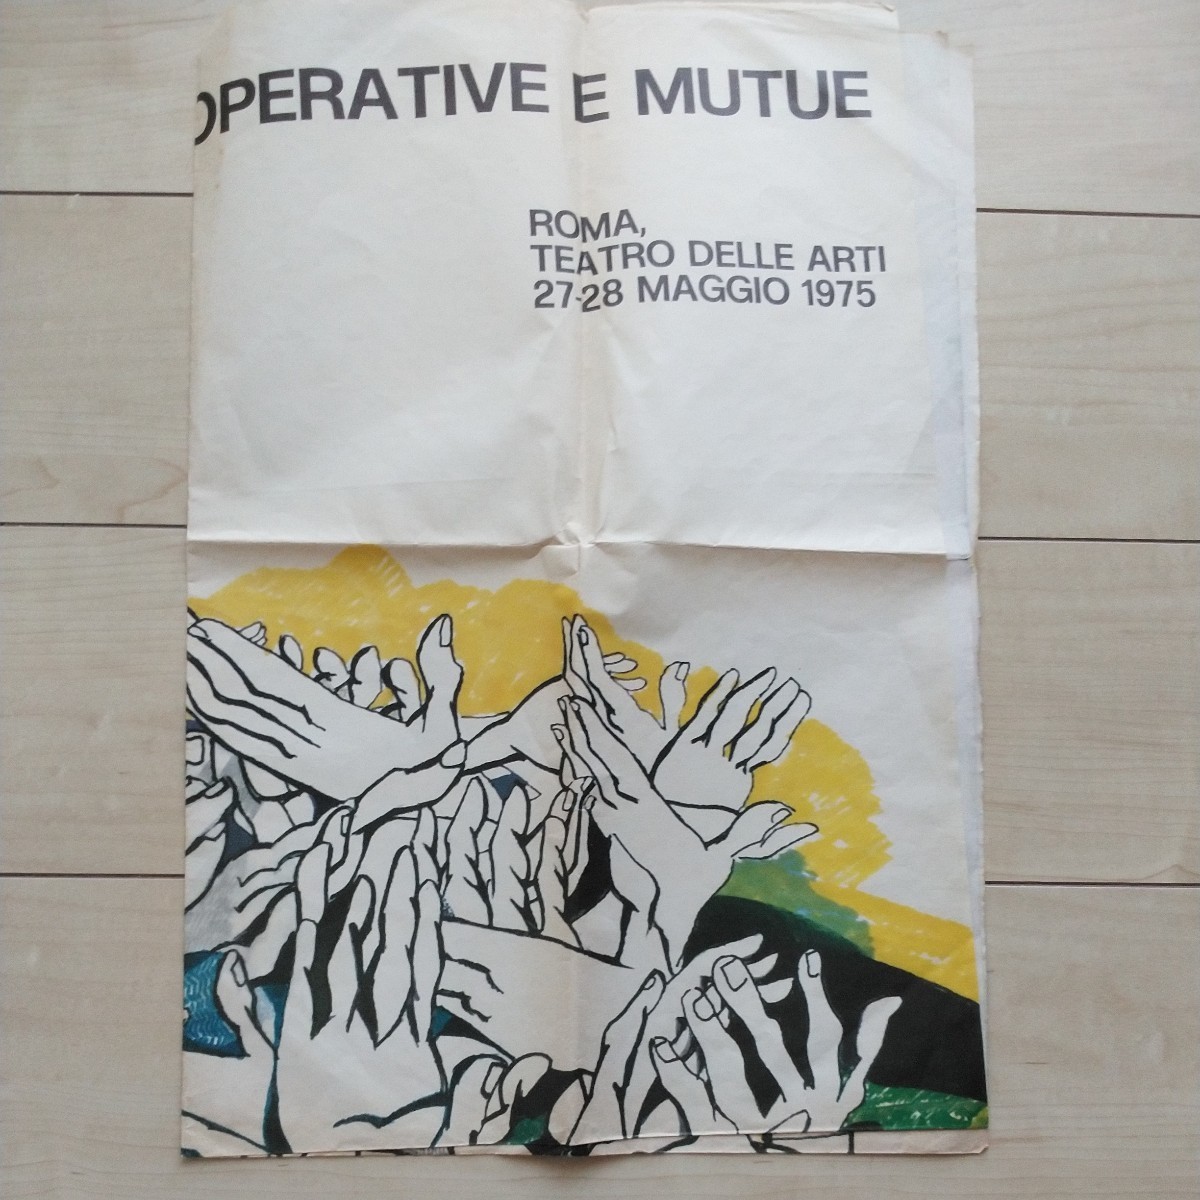 OPERATIVE E MUTUE
ROMA,
TEATRO DELLE ARTI
27-28 MAGGIO 1975